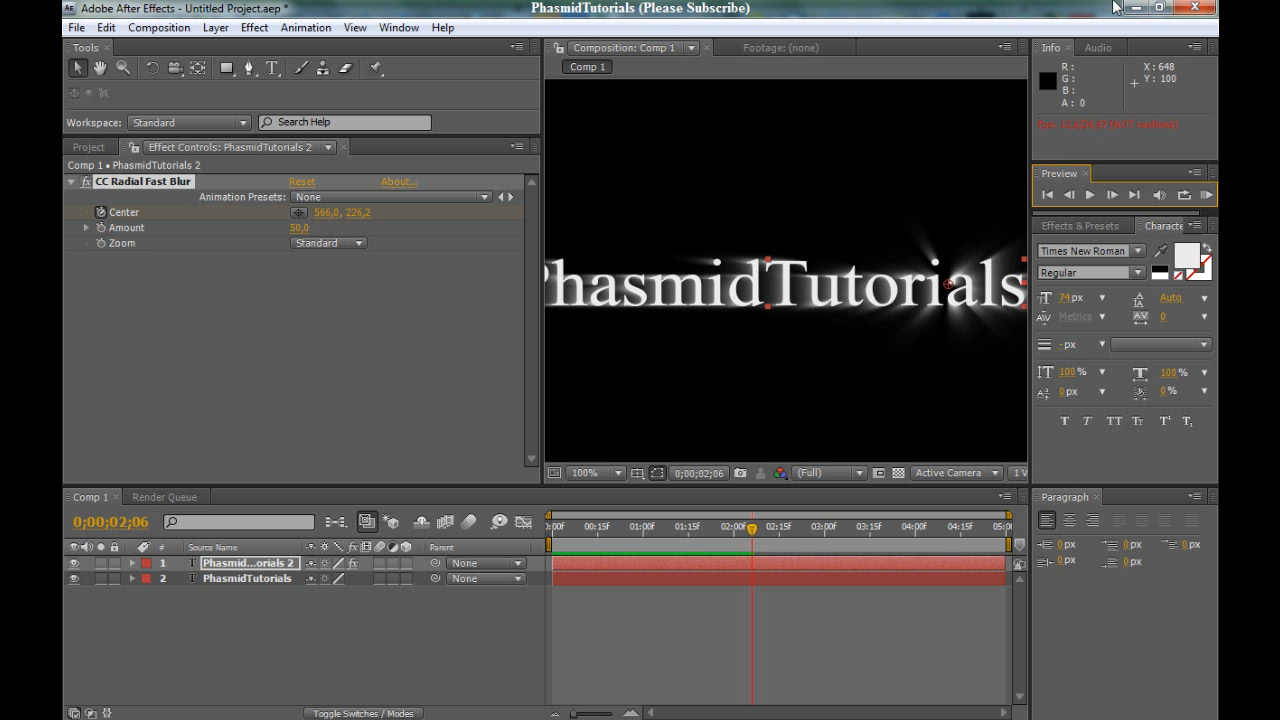 Adobe After Effects - Untitled Project.aep *
PhasmidTutorials (Please Subscribe)
File Edit Composition Layer Effect Animation View Window Help
Tools
Composition: Comp 1
Footage: (none)
Info
Audio
Comp 1
R :
G :
B :
A : 0
X : 648
Y : 100
Workspace: Standard
Search Help
Project
Effect Controls: PhasmidTutorials 2
Comp 1 • PhasmidTutorials 2
CC Radial Fast Blur
Reset
About...
Animation Presets: None
Center
566,0, 226,2
Amount
50,0
Zoom
Standard
PhasmidTutorials
Preview
Effects & Presets
Characte
Times New Roman
Regular
74 px
Auto
Metrics
0
- px
100 %
100 %
0 px
0 %
T T TT Tt T¹ T₁
100%
0;00;02;06
(Full)
Active Camera
1 V
Comp 1
Render Queue
0;00;02;06
:00f 00:15f 01:00f 01:15f 02:00f 02:15f 03:00f 03:15f 04:00f 04:15f 05:0
# Source Name
Parent
1 T Phasmid...orials 2
fx
None
2 T PhasmidTutorials
None
Toggle Switches / Modes
Paragraph
0 px 0 px 0 px
0 px 0 px